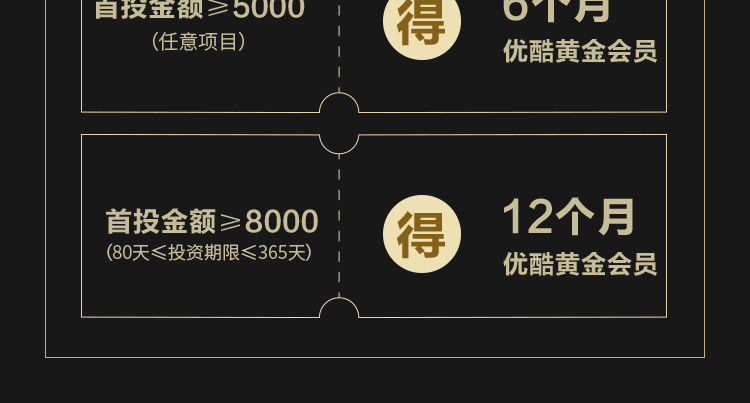 首投金额≥5000
（任意项目）
得
6个月
优酷黄金会员
首投金额≥8000
（80天≤投资期限≤365天）
得
12个月
优酷黄金会员